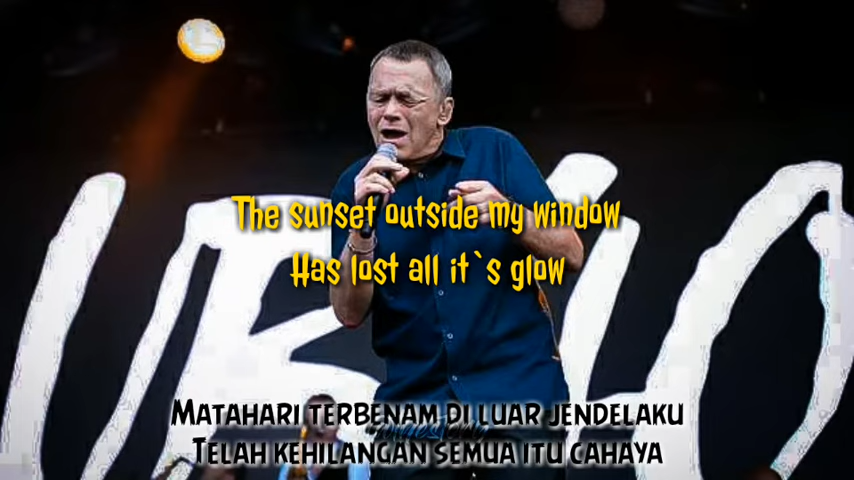 UB40
The sunset outside my window
Has lost all it`s glow
Matahari terbenam di luar jendelaku
Telah kehilangan semua itu cahaya